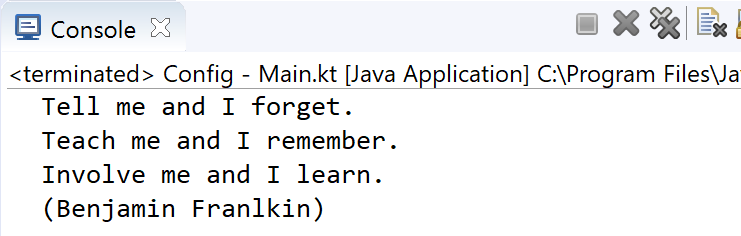 Console
<terminated> Config - Main.kt [Java Application] C:\Program Files\Ja
Tell me and I forget.
Teach me and I remember.
Involve me and I learn.
(Benjamin Franlkin)